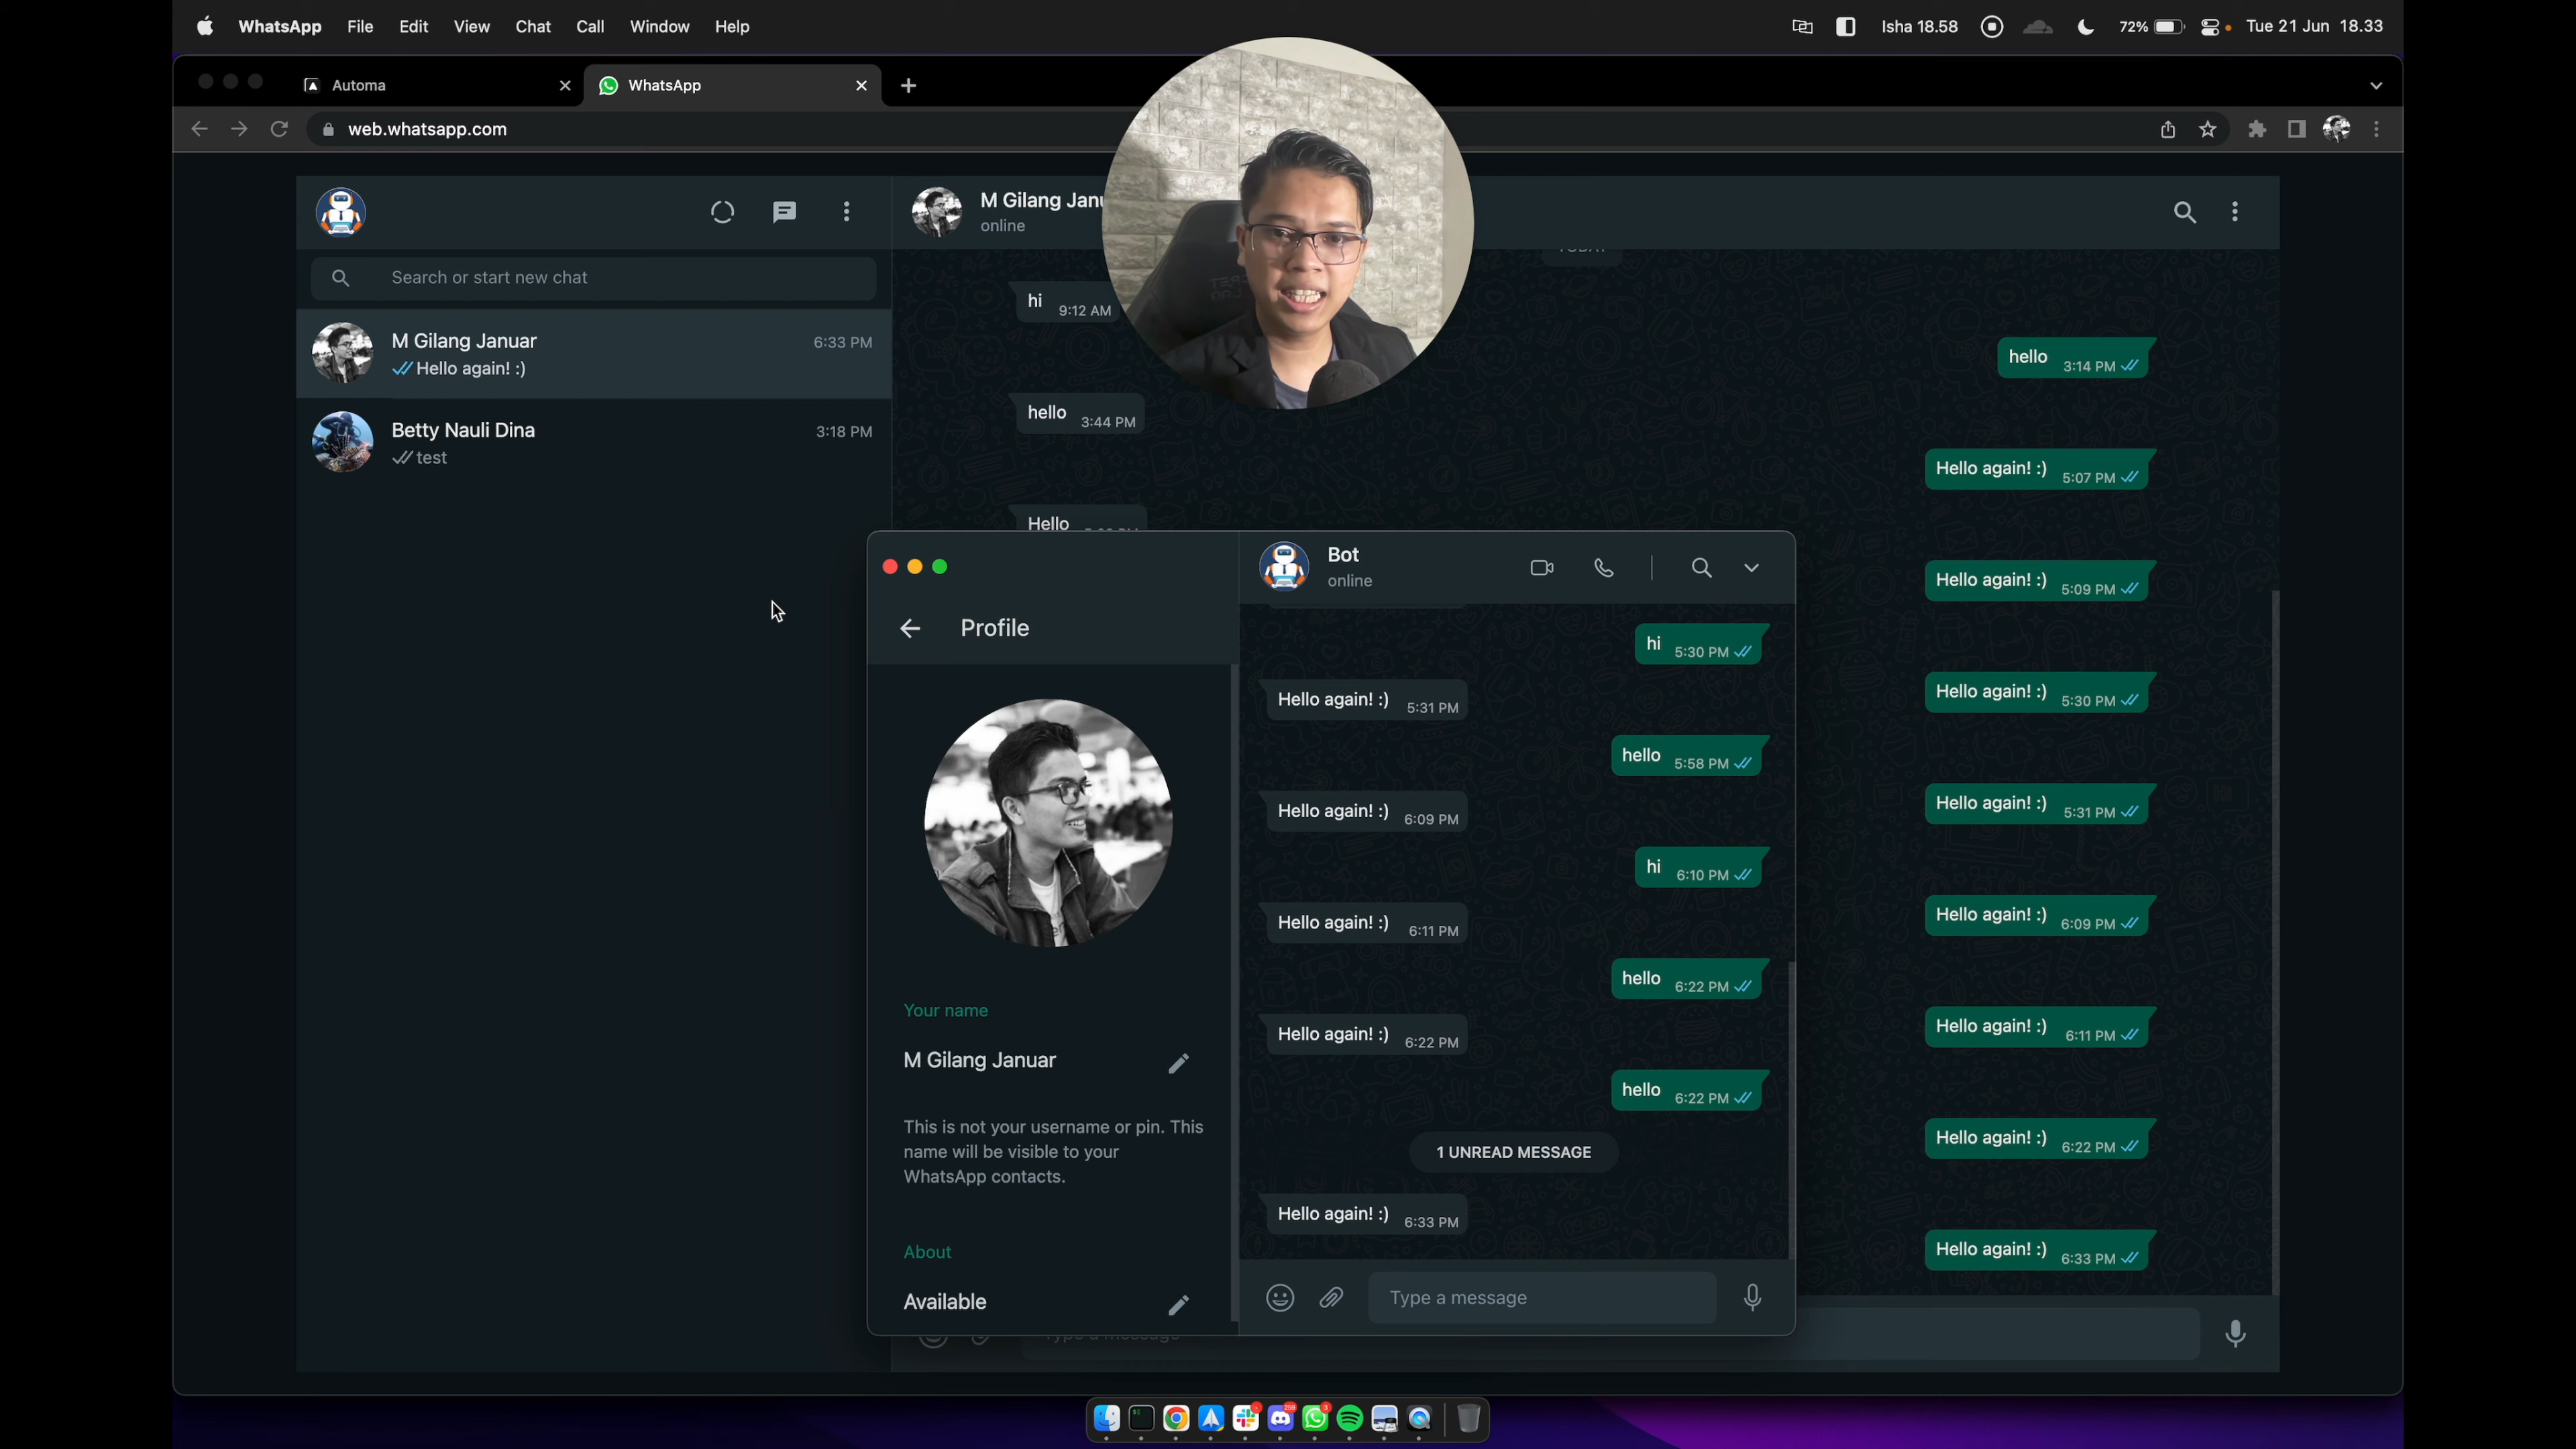 WhatsApp File Edit View Chat Call Window Help
Isha 18.58 72% Tue 21 Jun 18.33
Automa
WhatsApp
web.whatsapp.com
Search or start new chat
M Gilang Januar 6:33 PM
Hello again! :)
Betty Nauli Dina 3:18 PM
test
M Gilang Janu
online
TODAY
hi 9:12 AM
hello 3:14 PM
hello 3:44 PM
Hello again! :) 5:07 PM
Hello
Hello again! :) 5:09 PM
Hello again! :) 5:30 PM
Hello again! :) 5:31 PM
Hello again! :) 6:09 PM
Hello again! :) 6:11 PM
Hello again! :) 6:22 PM
Hello again! :) 6:33 PM
Type a message
Profile
Your name
M Gilang Januar
This is not your username or pin. This
name will be visible to your
WhatsApp contacts.
About
Available
Bot
online
hi 5:30 PM
Hello again! :) 5:31 PM
hello 5:58 PM
Hello again! :) 6:09 PM
hi 6:10 PM
Hello again! :) 6:11 PM
hello 6:22 PM
Hello again! :) 6:22 PM
hello 6:22 PM
1 UNREAD MESSAGE
Hello again! :) 6:33 PM
Type a message